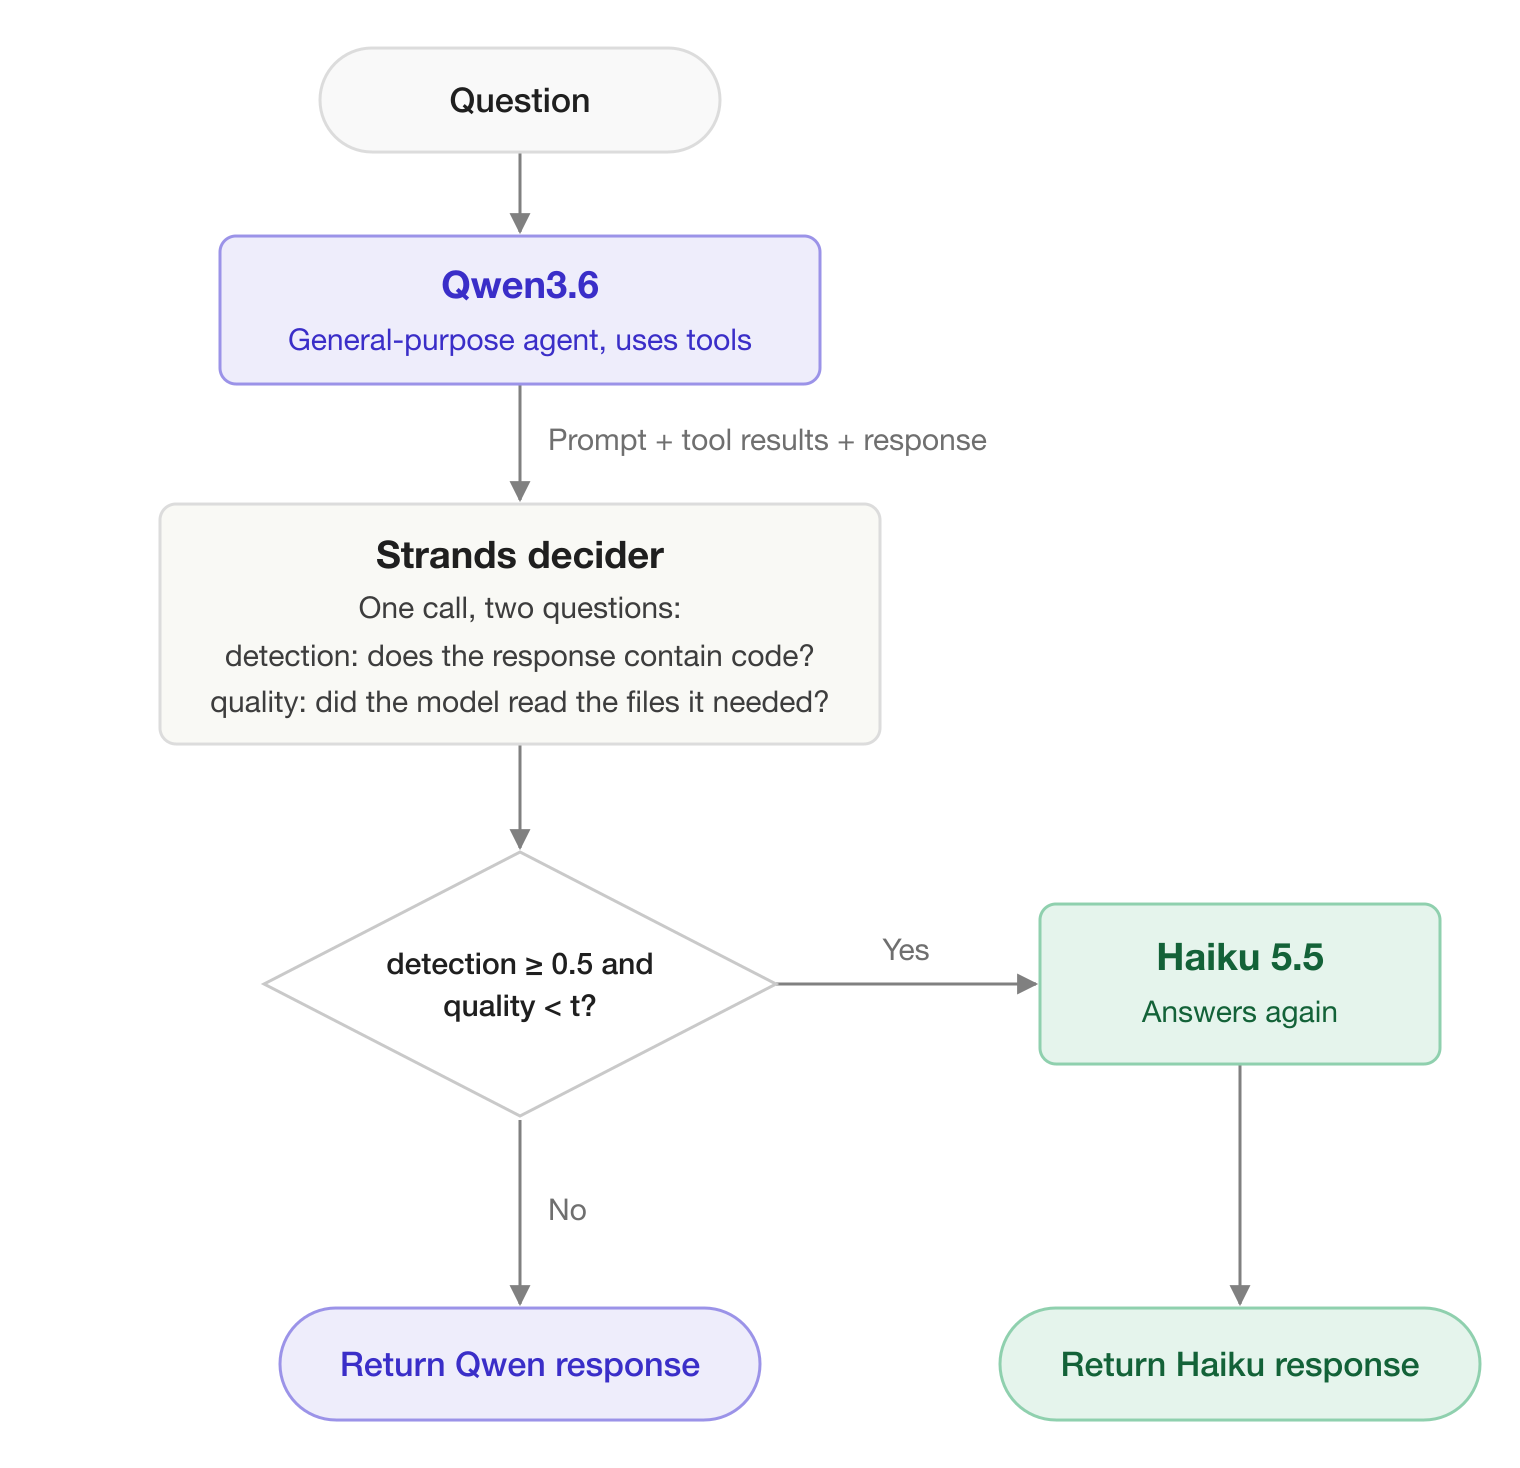 Question
Qwen3.6
General-purpose agent, uses tools
Prompt + tool results + response
Strands decider
One call, two questions:
detection: does the response contain code?
quality: did the model read the files it needed?
detection ≥ 0.5 and
quality < t?
Yes
Haiku 5.5
Answers again
No
Return Qwen response
Return Haiku response